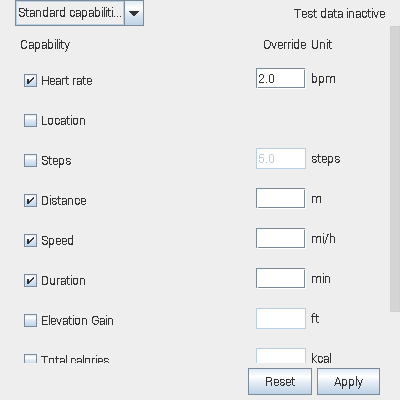 Standard capabiliti... Test data inactive
Capability Override Unit
Heart rate 2.0 bpm
Location
Steps 5.0 steps
Distance m
Speed mi/h
Duration min
Elevation Gain ft
Total calories kcal
Reset Apply